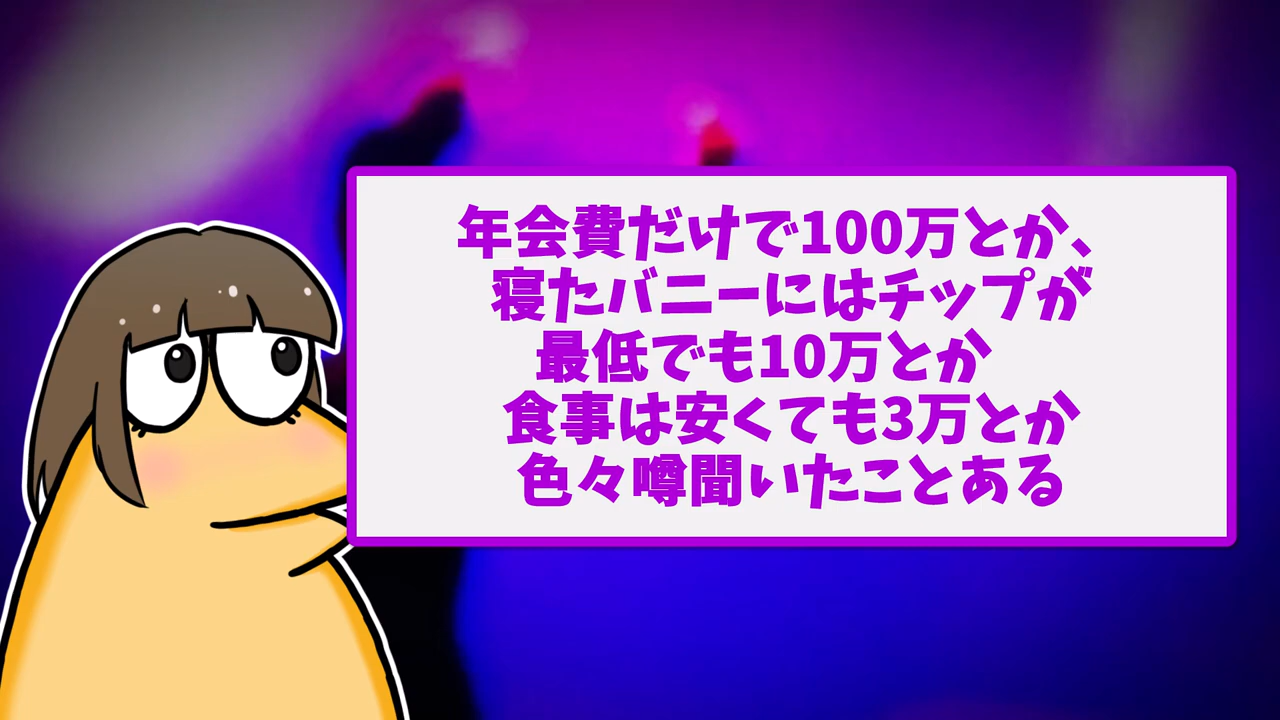 年会費だけで100万とか、
寝たバニーにはチップが
最低でも10万とか
食事は安くても3万とか
色々噂聞いたことある